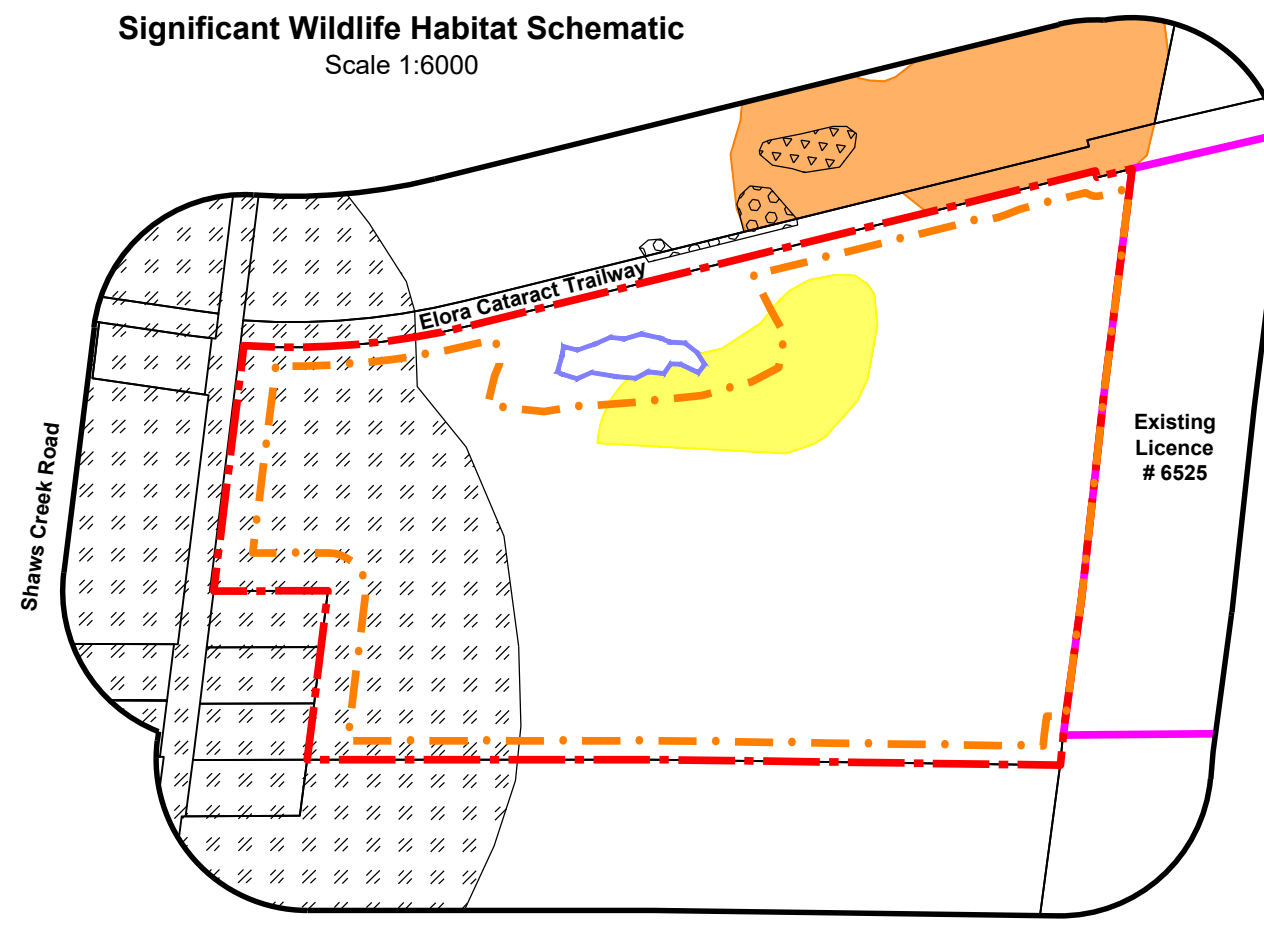 Significant Wildlife Habitat Schematic
Scale 1:6000
Elora Cataract Trailway
Shaws Creek Road
Existing
Licence
# 6525